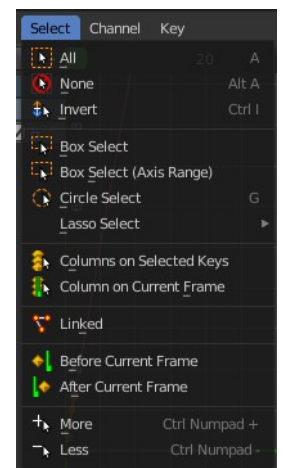 Select Channel Key
All 20 A
None Alt A
Invert Ctrl I
Box Select
Box Select (Axis Range)
Circle Select G
Lasso Select
Columns on Selected Keys
Column on Current Frame
Linked
Before Current Frame
After Current Frame
More Ctrl Numpad +
Less Ctrl Numpad -